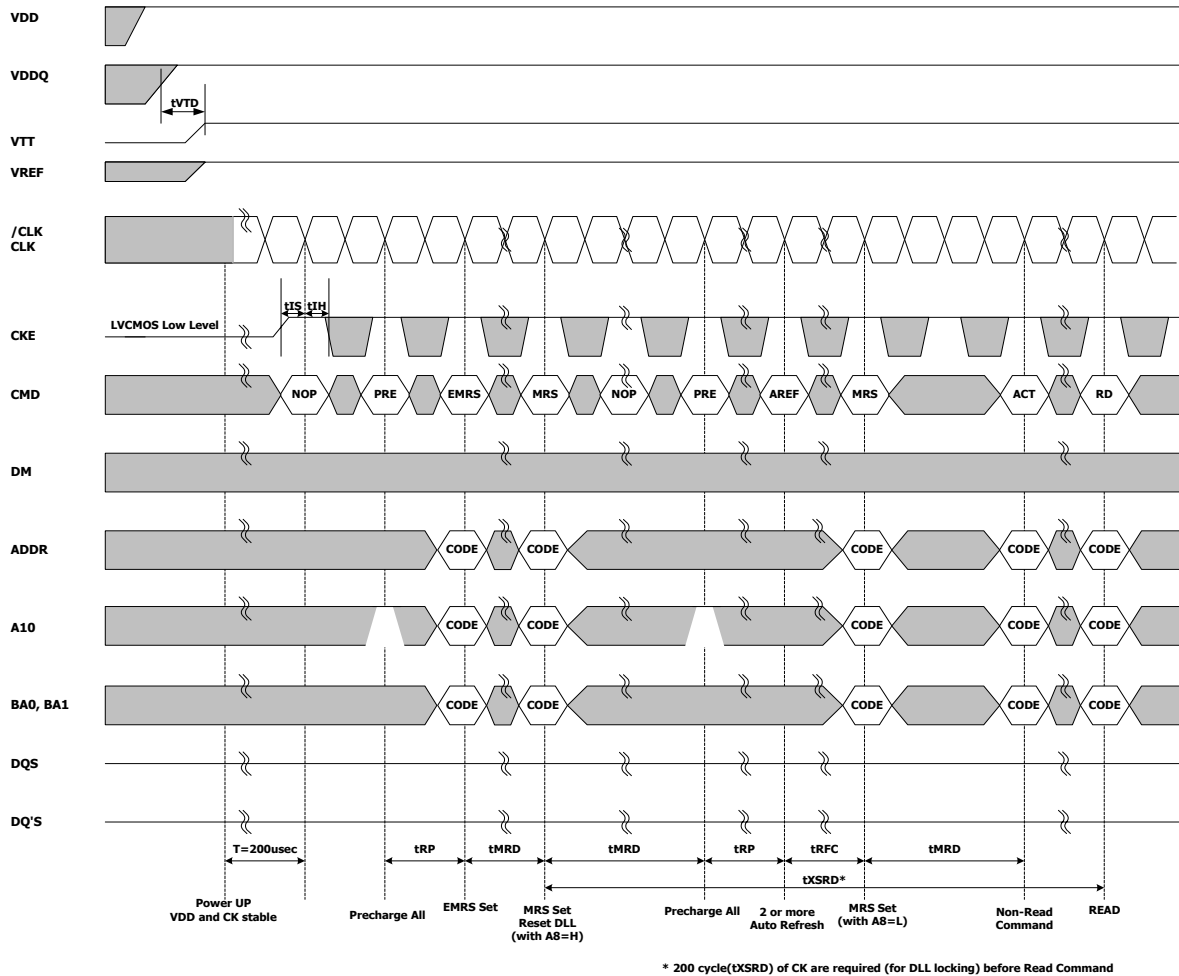 VDD
VDDQ
tVTD
VTT
VREF
/CLK
CLK
tIS tIH
CKE
LVCMOS Low Level
CMD NOP PRE EMRS MRS NOP PRE AREF MRS ACT RD
DM
ADDR CODE CODE CODE CODE CODE
A10 CODE CODE CODE CODE CODE
BA0, BA1 CODE CODE CODE CODE CODE
DQS
DQ'S
T=200usec tRP tMRD tMRD tRP tRFC tMRD
tXSRD*
Power UP
VDD and CK stable
Precharge All
EMRS Set
MRS Set
Reset DLL
(with A8=H)
Precharge All
2 or more
Auto Refresh
MRS Set
(with A8=L)
Non-Read
Command
READ
* 200 cycle(tXSRD) of CK are required (for DLL locking) before Read Command